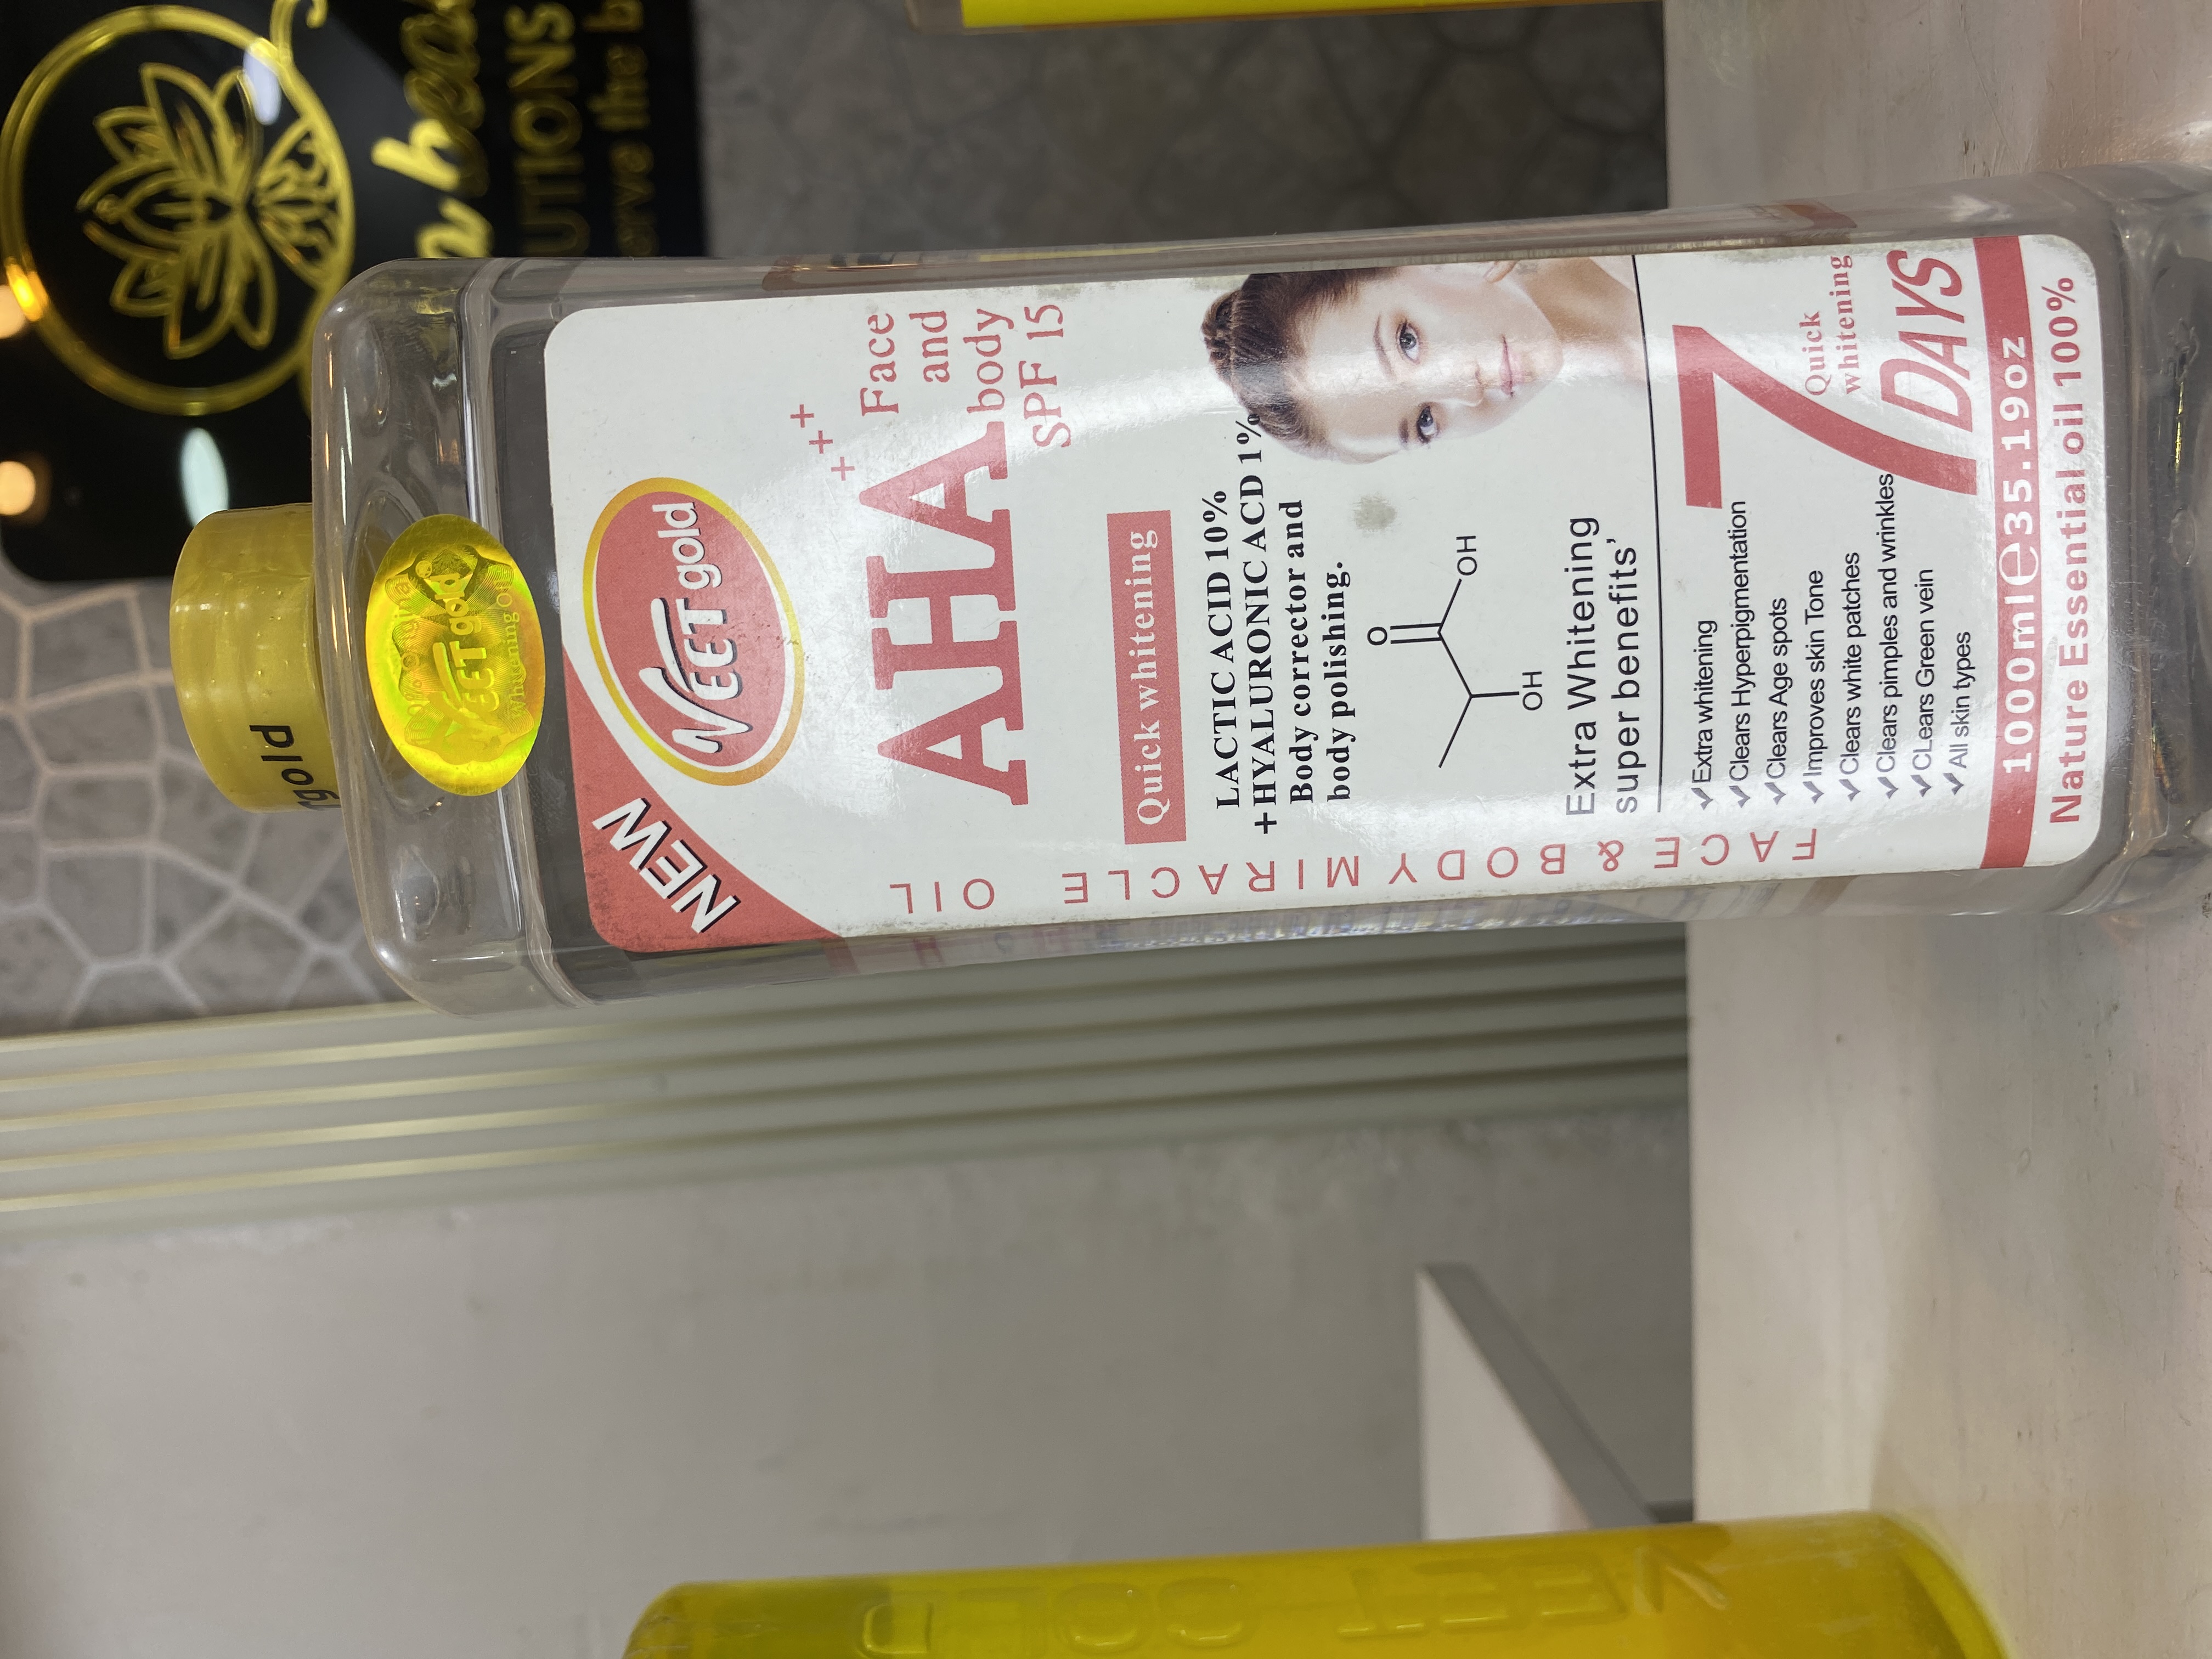 gold
VEET gold
NEW
VEET gold
AHA +++
Face
and
body
SPF 15
Quick whitening
LACTIC ACID 10%
+HYALURONIC ACD 1%
Body corrector and
body polishing.
O
OH
OH
Extra Whitening
super benefits'
✓Extra whitening
✓Clears Hyperpigmentation
✓Clears Age spots
✓Improves skin Tone
✓Clears white patches
✓Clears pimples and wrinkles
✓CLears Green vein
✓All skin types
7
Quick
whitening
DAYS
1000ml℮35.19oz
Nature Essential oil 100%
FACE & BODY MIRACLE OIL
VEET GOLD
UTIONS
the